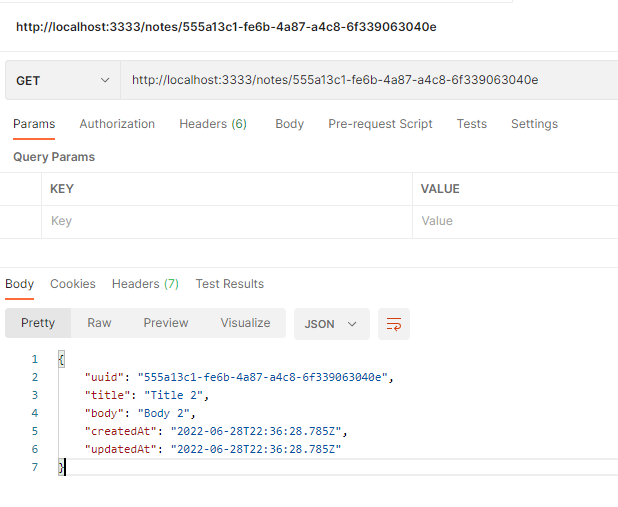 http://localhost:3333/notes/555a13c1-fe6b-4a87-a4c8-6f339063040e
GET http://localhost:3333/notes/555a13c1-fe6b-4a87-a4c8-6f339063040e
Params Authorization Headers (6) Body Pre-request Script Tests Settings
Query Params
KEY VALUE
Key Value
Body Cookies Headers (7) Test Results
Pretty Raw Preview Visualize JSON
1 {
2 "uuid": "555a13c1-fe6b-4a87-a4c8-6f339063040e",
3 "title": "Title 2",
4 "body": "Body 2",
5 "createdAt": "2022-06-28T22:36:28.785Z",
6 "updatedAt": "2022-06-28T22:36:28.785Z"
7 }